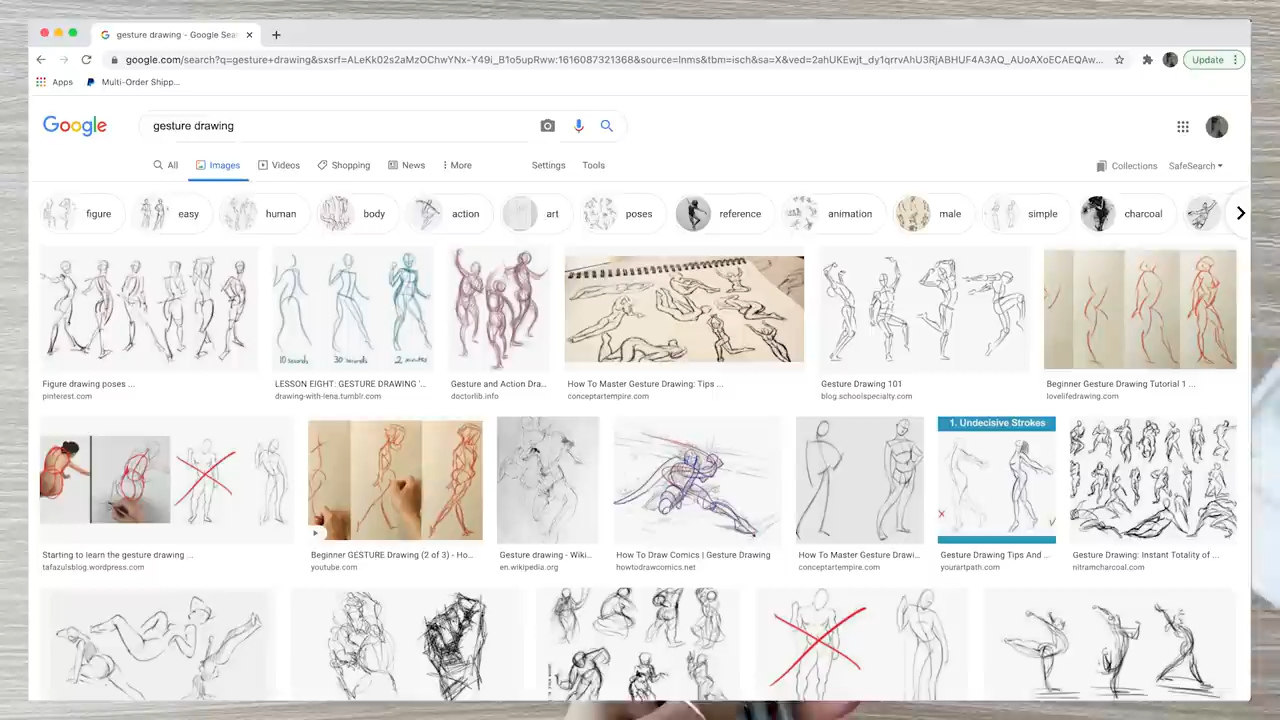 gesture drawing - Google Sea
google.com/search?q=gesture+drawing&sxsrf=ALeKk02s2aMzOChwYNx-Y49i_B1o5upRww:1616087321368&source=lnms&tbm=isch&sa=X&ved=2ahUKEwjt_dy1qrrvAhU3RjABHUF4A3AQ_AUoAXoECAEQAw...
Update
Apps
Multi-Order Shipp...
Google
gesture drawing
All
Images
Videos
Shopping
News
More
Settings
Tools
Collections
SafeSearch
figure
easy
human
body
action
art
poses
reference
animation
male
simple
charcoal
10 seconds
30 seconds
2 minutes
Figure drawing poses ...
pinterest.com
LESSON EIGHT: GESTURE DRAWING '...
drawing-with-lena.tumblr.com
Gesture and Action Dra...
doctorlib.info
How To Master Gesture Drawing: Tips ...
conceptartempire.com
Gesture Drawing 101
blog.schoolspecialty.com
Beginner Gesture Drawing Tutorial 1 ...
lovelifedrawing.com
1. Undecisive Strokes
Starting to learn the gesture drawing ...
tafazulsblog.wordpress.com
Beginner GESTURE Drawing (2 of 3) - Ho...
youtube.com
Gesture drawing - Wiki...
en.wikipedia.org
How To Draw Comics | Gesture Drawing
howtodrawcomics.net
How To Master Gesture Drawi...
conceptartempire.com
Gesture Drawing Tips And ...
yourartpath.com
Gesture Drawing: Instant Totality of ...
nitramcharcoal.com